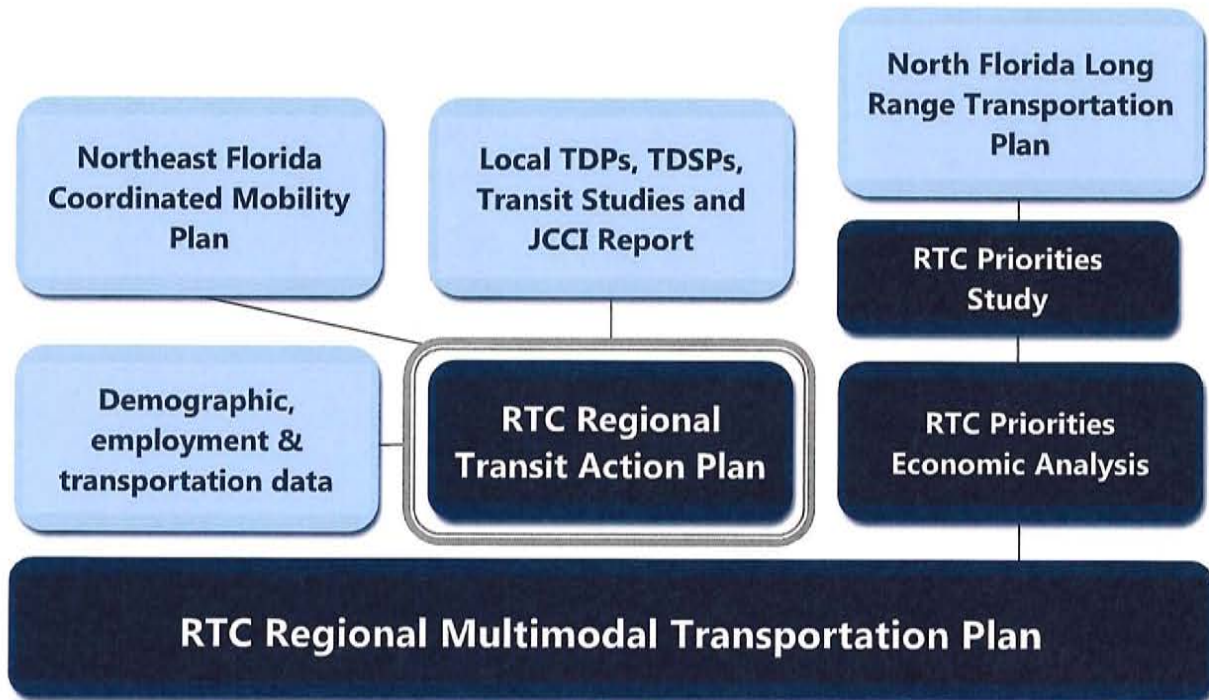 Northeast Florida
Coordinated Mobility
Plan
Local TDPs, TDSPs,
Transit Studies and
JCCI Report
North Florida Long
Range Transportation
Plan
RTC Priorities
Study
Demographic,
employment &
transportation data
RTC Regional
Transit Action Plan
RTC Priorities
Economic Analysis
RTC Regional Multimodal Transportation Plan